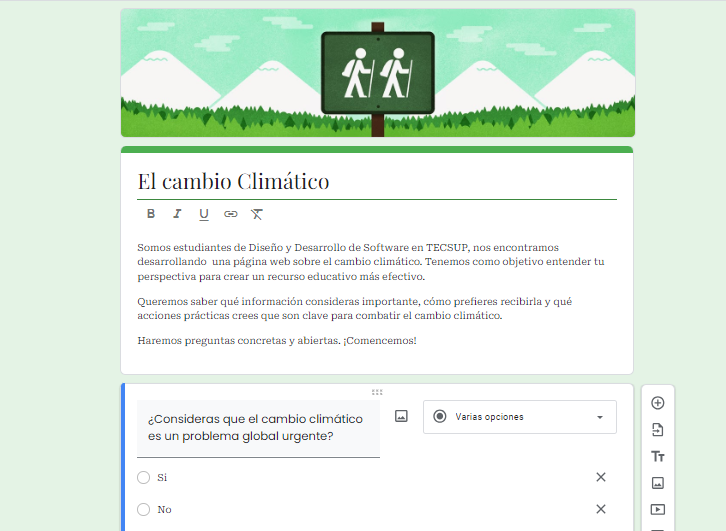 El cambio Climático
B I U
Somos estudiantes de Diseño y Desarrollo de Software en TECSUP, nos encontramos
desarrollando una página web sobre el cambio climático. Tenemos como objetivo entender tu
perspectiva para crear un recurso educativo más efectivo.
Queremos saber qué información consideras importante, cómo prefieres recibirla y qué
acciones prácticas crees que son clave para combatir el cambio climático.
Haremos preguntas concretas y abiertas. ¡Comencemos!
¿Consideras que el cambio climático
es un problema global urgente?
Varias opciones
Si
No
Tт